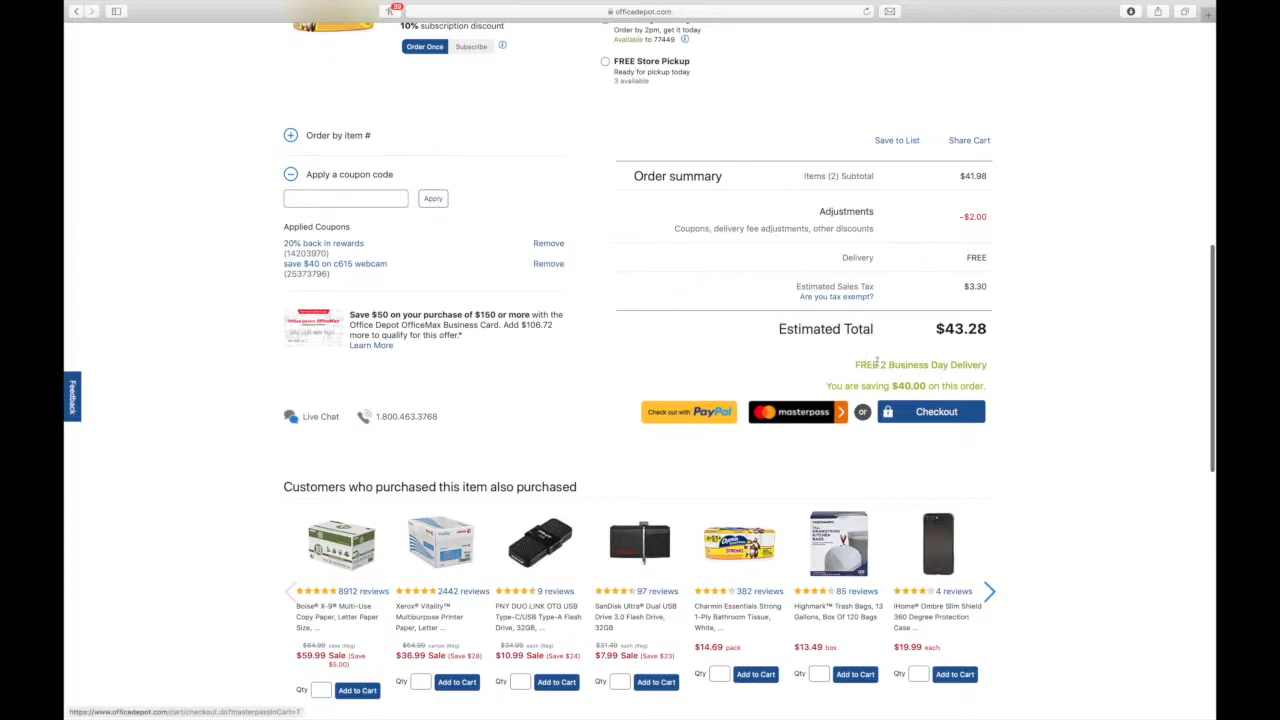 39
officedepot.com
10% subscription discount
Order Once
Subscribe
Order by 2pm, get it today
Available to 77449
FREE Store Pickup
Ready for pickup today
3 available
Order by item #
Save to List
Share Cart
Apply a coupon code
Apply
Order summary
Items (2) Subtotal
$41.98
Adjustments
-$2.00
Coupons, delivery fee adjustments, other discounts
Applied Coupons
20% back in rewards
Remove
(14203970)
save $40 on c615 webcam
Remove
(25373796)
Delivery
FREE
Estimated Sales Tax
$3.30
Are you tax exempt?
Save $50 on your purchase of $150 or more with the
Office Depot OfficeMax Business Card. Add $106.72
more to qualify for this offer.*
Learn More
Estimated Total
$43.28
FREE 2 Business Day Delivery
You are saving $40.00 on this order.
Feedback
Live Chat
1.800.463.3768
Check out with PayPal
masterpass
or
Checkout
Customers who purchased this item also purchased
8912 reviews
Boise® X-9® Multi-Use
Copy Paper, Letter Paper
Size, ...
$64.99 case (Reg)
$59.99 Sale (Save
$5.00)
Qty
Add to Cart
2442 reviews
Xerox® Vitality™
Multipurpose Printer
Paper, Letter ...
$64.99 carton (Reg)
$36.99 Sale (Save $28)
Qty
Add to Cart
9 reviews
PNY DUO LINK OTG USB
Type-C/USB Type-A Flash
Drive, 32GB, ...
$34.99 each (Reg)
$10.99 Sale (Save $24)
Qty
Add to Cart
97 reviews
SanDisk Ultra® Dual USB
Drive 3.0 Flash Drive,
32GB
$31.49 each (Reg)
$7.99 Sale (Save $23)
Qty
Add to Cart
382 reviews
Charmin Essentials Strong
1-Ply Bathroom Tissue,
White, ...
$14.69 pack
Qty
Add to Cart
85 reviews
Highmark™ Trash Bags, 13
Gallons, Box Of 120 Bags
$13.49 box
Qty
Add to Cart
4 reviews
iHome® Ombre Slim Shield
360 Degree Protection
Case ...
$19.99 each
Qty
Add to Cart
https://www.officedepot.com/cart/checkout.do?masterpassInCart=T